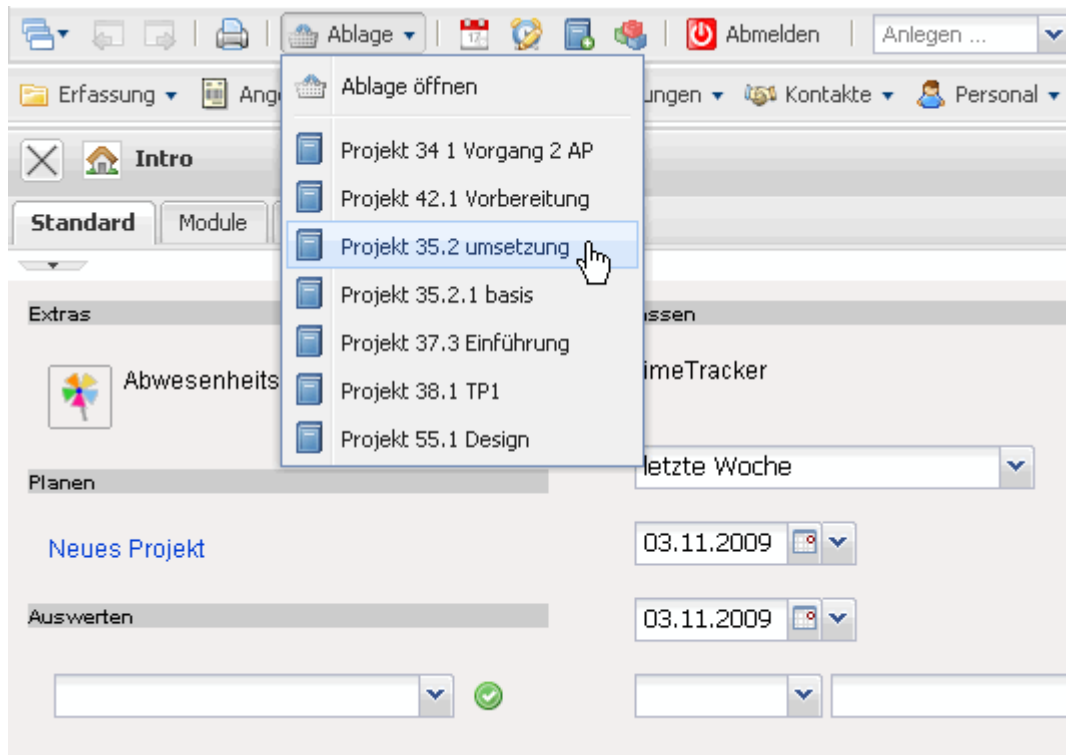 Ablage Abmelden Anlegen ...
Erfassung ungen Kontakte Personal
Ablage öffnen
Projekt 34 1 Vorgang 2 AP
Projekt 42.1 Vorbereitung
Projekt 35.2 umsetzung
Projekt 35.2.1 basis
Projekt 37.3 Einführung
Projekt 38.1 TP1
Projekt 55.1 Design
Intro
Standard Module
Extras
Abwesenheits
Planen
Neues Projekt
Auswerten
assen
imeTracker
letzte Woche
03.11.2009
03.11.2009